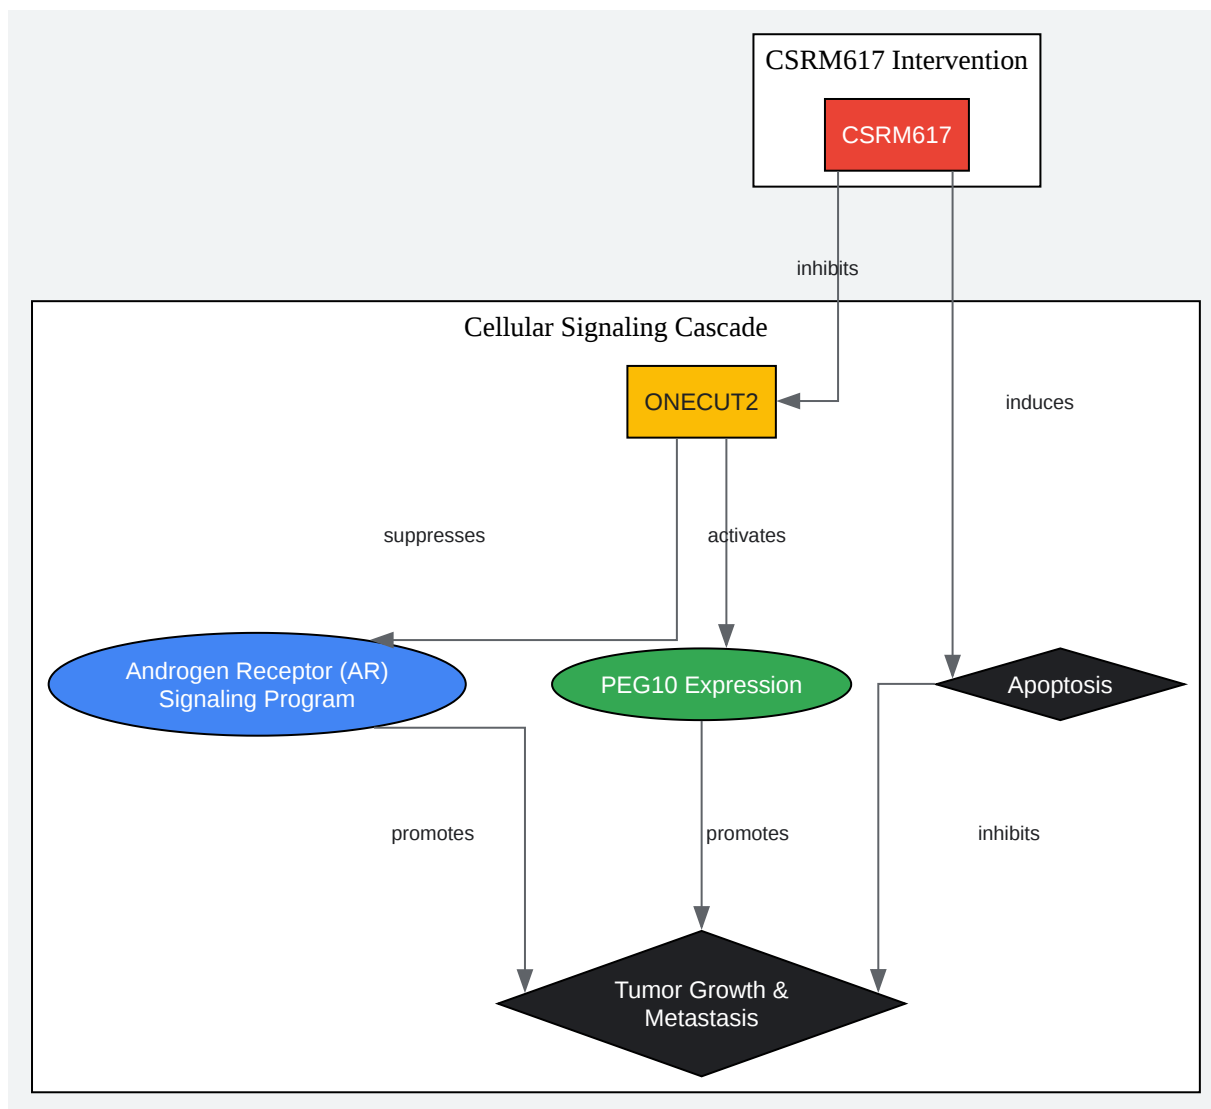 CSRM617 Intervention
CSRM617
inhibits
Cellular Signaling Cascade
ONECUT2
induces
suppresses
activates
Androgen Receptor (AR)
Signaling Program
PEG10 Expression
Apoptosis
promotes
promotes
inhibits
Tumor Growth &
Metastasis